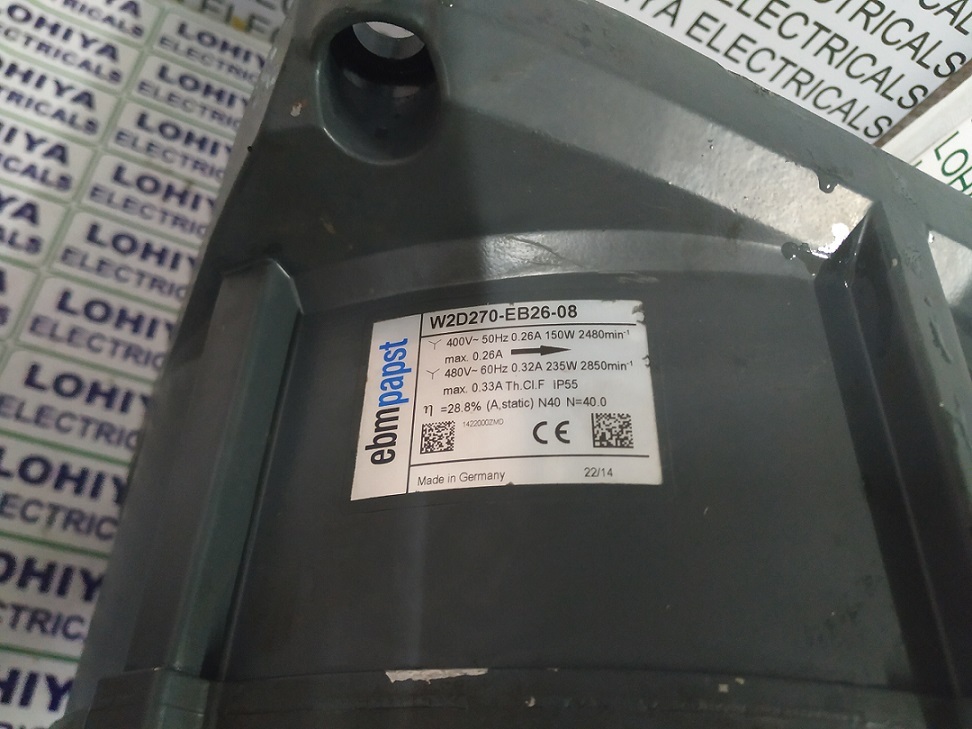 LOHIYA
ELECTRICALS
ebmpapst
W2D270-EB26-08
400V~ 50Hz 0.26A 150W 2480min-1
max. 0.26A
480V~ 60Hz 0.32A 235W 2850min-1
max. 0.33A Th.Cl.F IP55
η =28.8% (A,static) N40 N=40.0
1422000ZMD
CE
Made in Germany 22/14